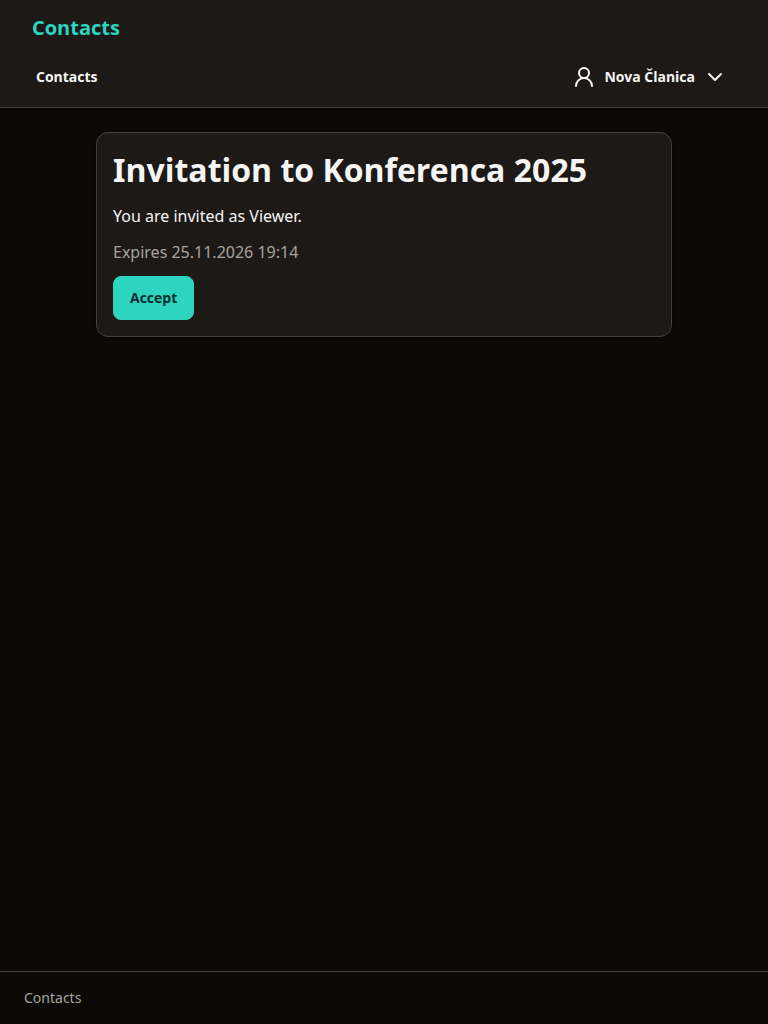 Contacts
Contacts
Nova Članica
Invitation to Konferenca 2025
You are invited as Viewer.
Expires 25.11.2026 19:14
Accept
Contacts